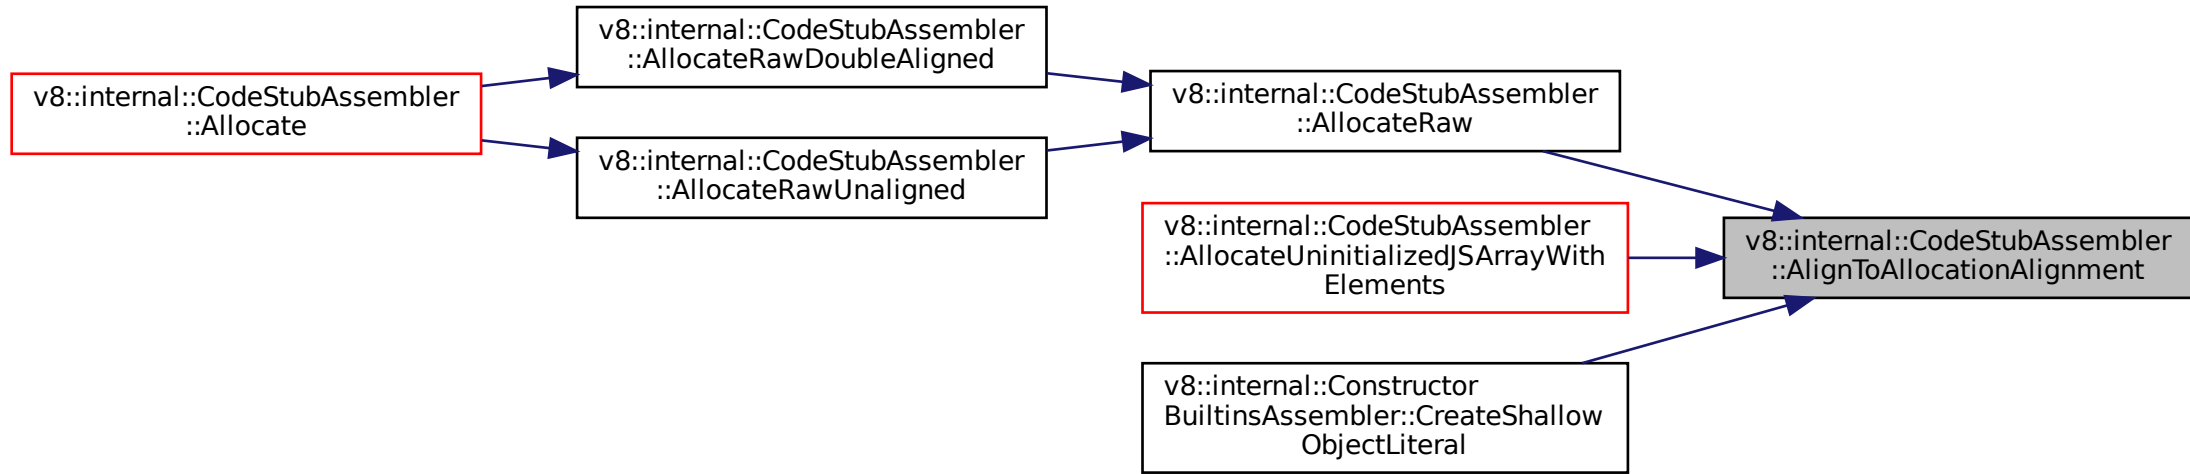 v8::internal::CodeStubAssembler
::Allocate
v8::internal::CodeStubAssembler
::AllocateRawDoubleAligned
v8::internal::CodeStubAssembler
::AllocateRawUnaligned
v8::internal::CodeStubAssembler
::AllocateRaw
v8::internal::CodeStubAssembler
::AllocateUninitializedJSArrayWith
Elements
v8::internal::Constructor
BuiltinsAssembler::CreateShallow
ObjectLiteral
v8::internal::CodeStubAssembler
::AlignToAllocationAlignment